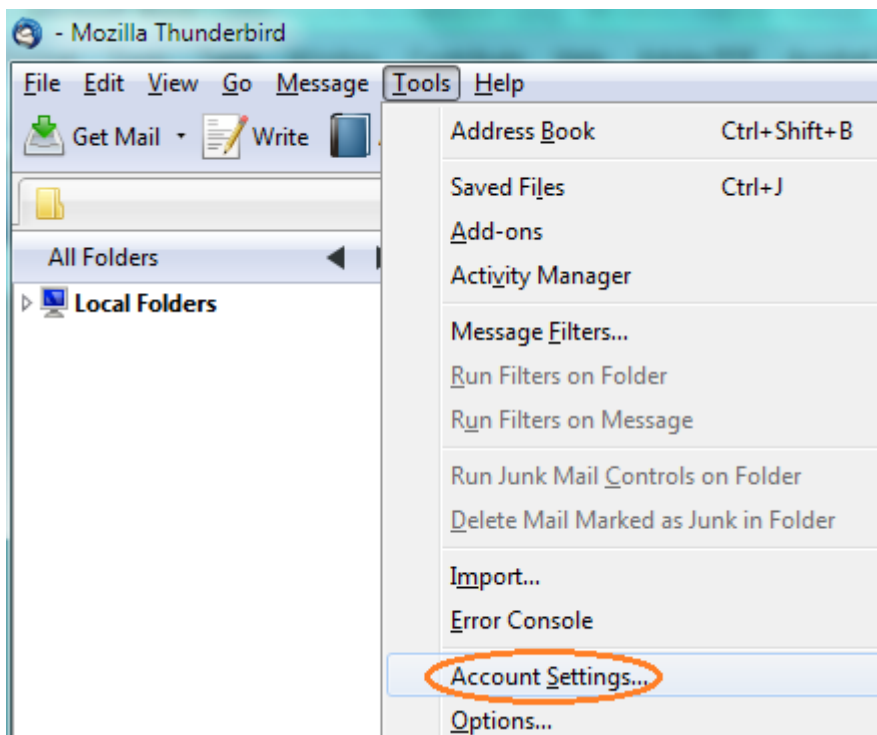 - Mozilla Thunderbird
File Edit View Go Message Tools Help
Get Mail Write
All Folders
Local Folders
Address Book Ctrl+Shift+B
Saved Files Ctrl+J
Add-ons
Activity Manager
Message Filters...
Run Filters on Folder
Run Filters on Message
Run Junk Mail Controls on Folder
Delete Mail Marked as Junk in Folder
Import...
Error Console
Account Settings...
Options...